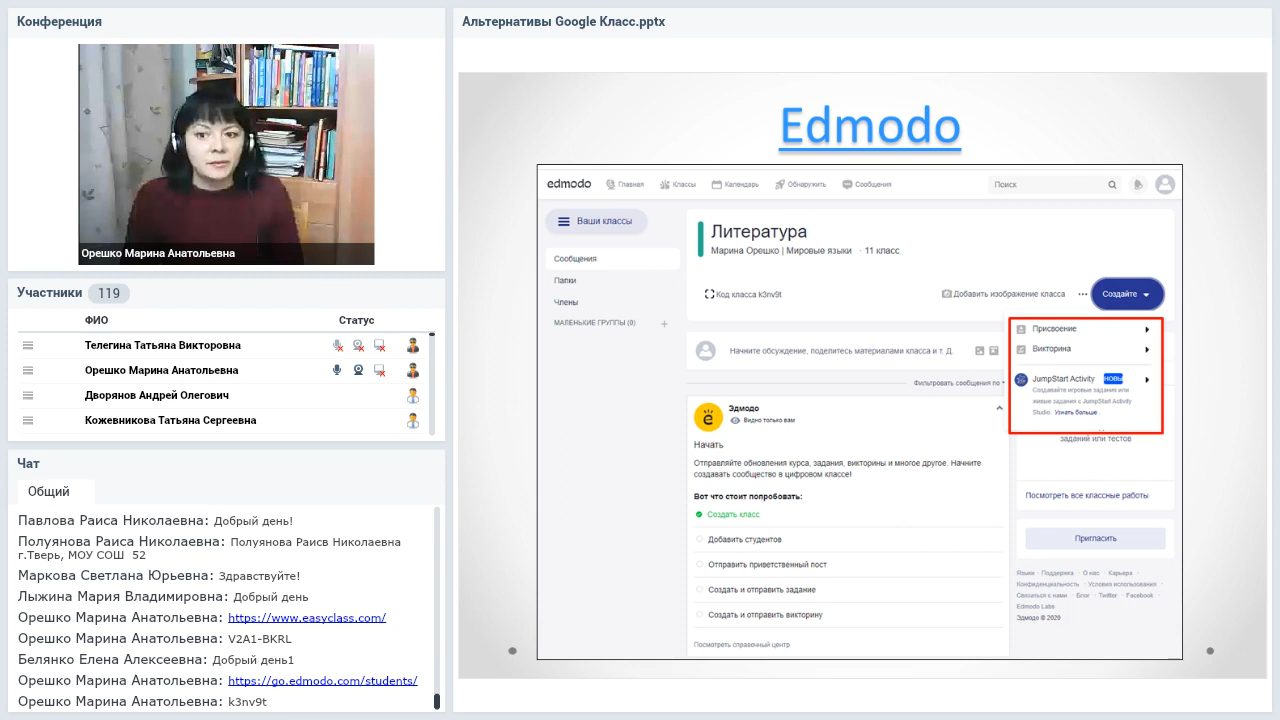 Конференция
Орешко Марина Анатольевна
Участники 119
ФИО Статус
Телегина Татьяна Викторовна
Орешко Марина Анатольевна
Дворянов Андрей Олегович
Кожевникова Татьяна Сергеевна
Чат
Общий
Павлова Раиса Николаевна: Добрый день!
Полуянова Раиса Николаевна: Полуянова Раисв Николаевна
г.Тверь, МОУ СОШ 52
Маркова Светлана Юрьевна: Здравствуйте!
Лыжина Мария Владимировна: Добрый день
Орешко Марина Анатольевна: https://www.easyclass.com/
Орешко Марина Анатольевна: V2A1-BKRL
Белянко Елена Алексеевна: Добрый день1
Орешко Марина Анатольевна: https://go.edmodo.com/students/
Орешко Марина Анатольевна: k3nv9t
Альтернативы Google Класс.pptx
Edmodo
edmodo Главная Классы Календарь Обнаружить Сообщения Поиск
Ваши классы
Сообщения
Папки
Члены
МАЛЕНЬКИЕ ГРУППЫ (0) +
Литература
Марина Орешко | Мировые языки · 11 класс
Код класса k3nv9t Добавить изображение класса ··· Создайте
Присвоение
Викторина
JumpStart Activity НОВЫ
Создавайте игровые задания или
живые задания с JumpStart Activity
Studio. Узнать больше .
Начните обсуждение, поделитесь материалами класса и т. Д.
Фильтровать сообщения по
Эдмодо
Видно только вам
Начать
Отправляйте обновления курса, задания, викторины и многое другое. Начните
создавать сообщество в цифровом классе!
Вот что стоит попробовать:
Создать класс
Добавить студентов
Отправить приветственный пост
Создать и отправить задание
Создать и отправить викторину
Посмотреть справочный центр
заданий или тестов
Посмотреть все классные работы
Пригласить
Языки · Поддержка · О нас · Карьера ·
Конфиденциальность · Условия использования ·
Связаться с нами · Блог · Twitter · Facebook ·
Edmodo Labs
Эдмодо © 2020